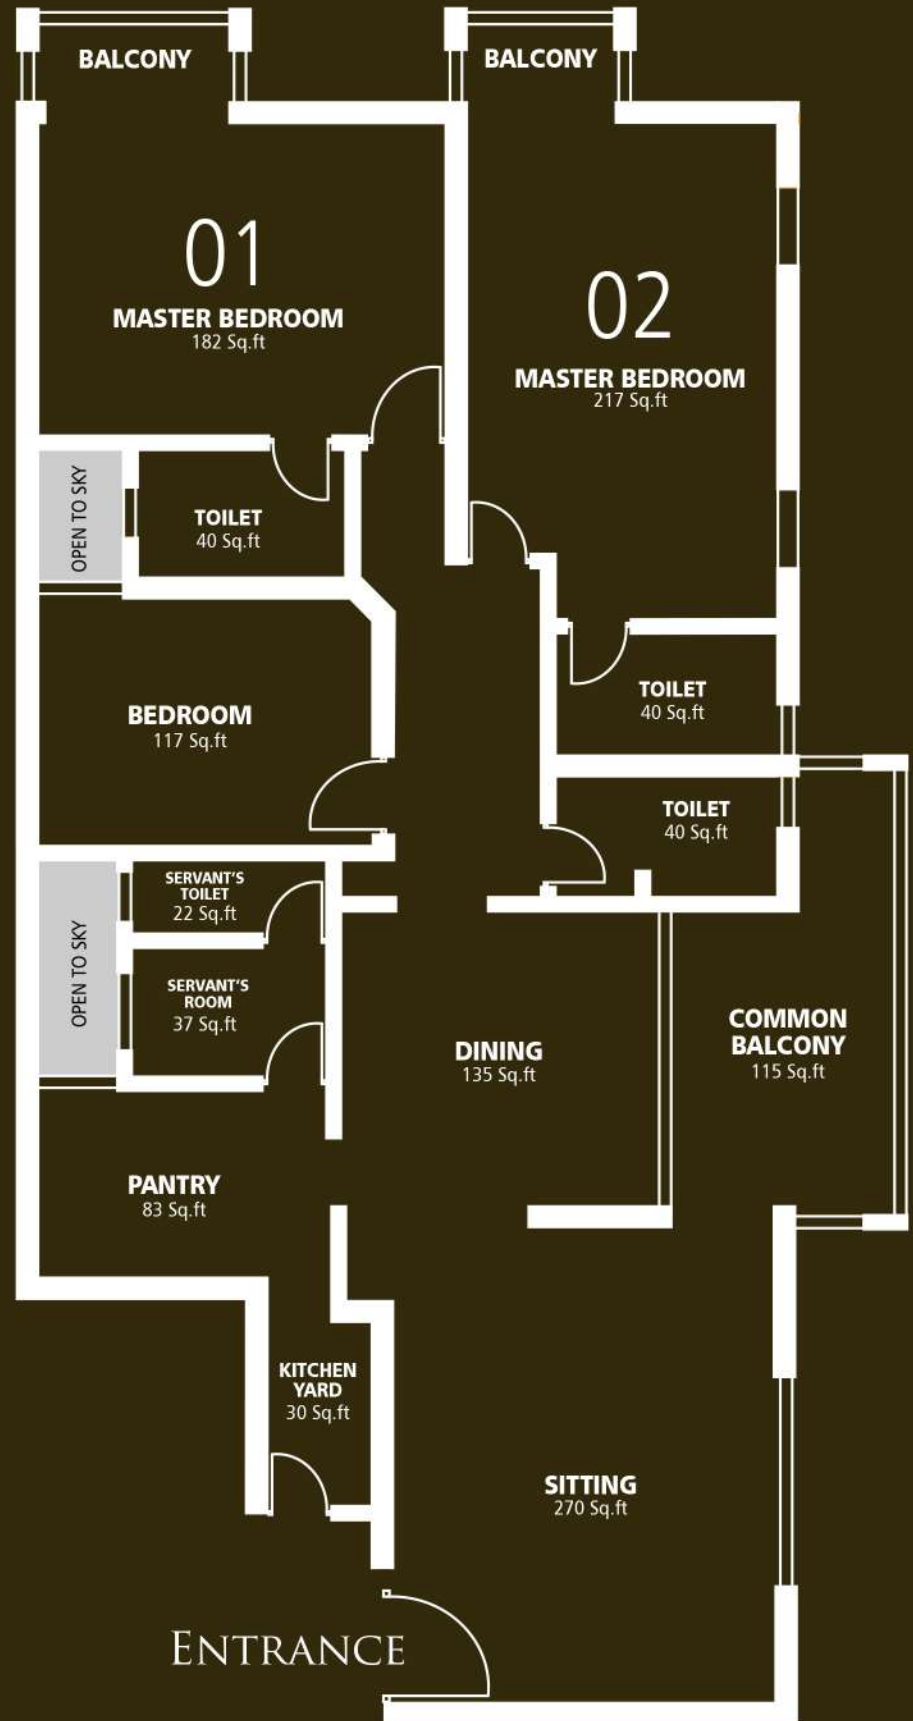 BALCONY
BALCONY
01
MASTER BEDROOM
182 Sq.ft
02
MASTER BEDROOM
217 Sq.ft
OPEN TO SKY
TOILET
40 Sq.ft
TOILET
40 Sq.ft
BEDROOM
117 Sq.ft
TOILET
40 Sq.ft
SERVANT'S
TOILET
22 Sq.ft
OPEN TO SKY
SERVANT'S
ROOM
37 Sq.ft
DINING
135 Sq.ft
COMMON
BALCONY
115 Sq.ft
PANTRY
83 Sq.ft
KITCHEN
YARD
30 Sq.ft
SITTING
270 Sq.ft
ENTRANCE